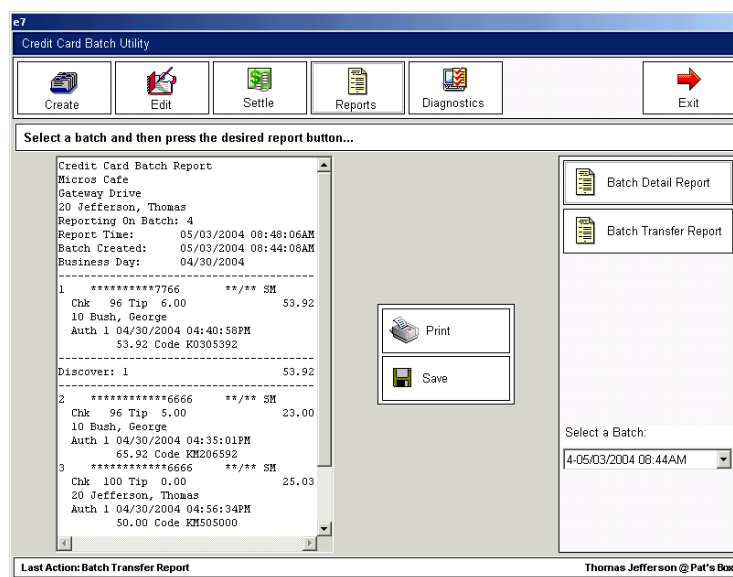 e7
Credit Card Batch Utility
Create
Edit
Settle
Reports
Diagnostics
Exit
Select a batch and then press the desired report button...
Credit Card Batch Report
Micros Cafe
Gateway Drive
20 Jefferson, Thomas
Reporting On Batch: 4
Report Time: 05/03/2004 08:48:06AM
Batch Created: 05/03/2004 08:44:08AM
Business Day: 04/30/2004
--------------------------------------
1 ***********7766 **/** SM
Chk 96 Tip 6.00 53.92
10 Bush, George
Auth 1 04/30/2004 04:40:58PM
53.92 Code K0305392
--------------------------------------
Discover: 1 53.92
--------------------------------------
2 ************6666 **/** SM
Chk 96 Tip 5.00 23.00
10 Bush, George
Auth 1 04/30/2004 04:35:01PM
65.92 Code KM206592
3 ************6666 **/** SM
Chk 100 Tip 0.00 25.03
20 Jefferson, Thomas
Auth 1 04/30/2004 04:56:34PM
50.00 Code KM505000
Print
Save
Batch Detail Report
Batch Transfer Report
Select a Batch:
4-05/03/2004 08:44AM
Last Action: Batch Transfer Report
Thomas Jefferson @ Pat's Box